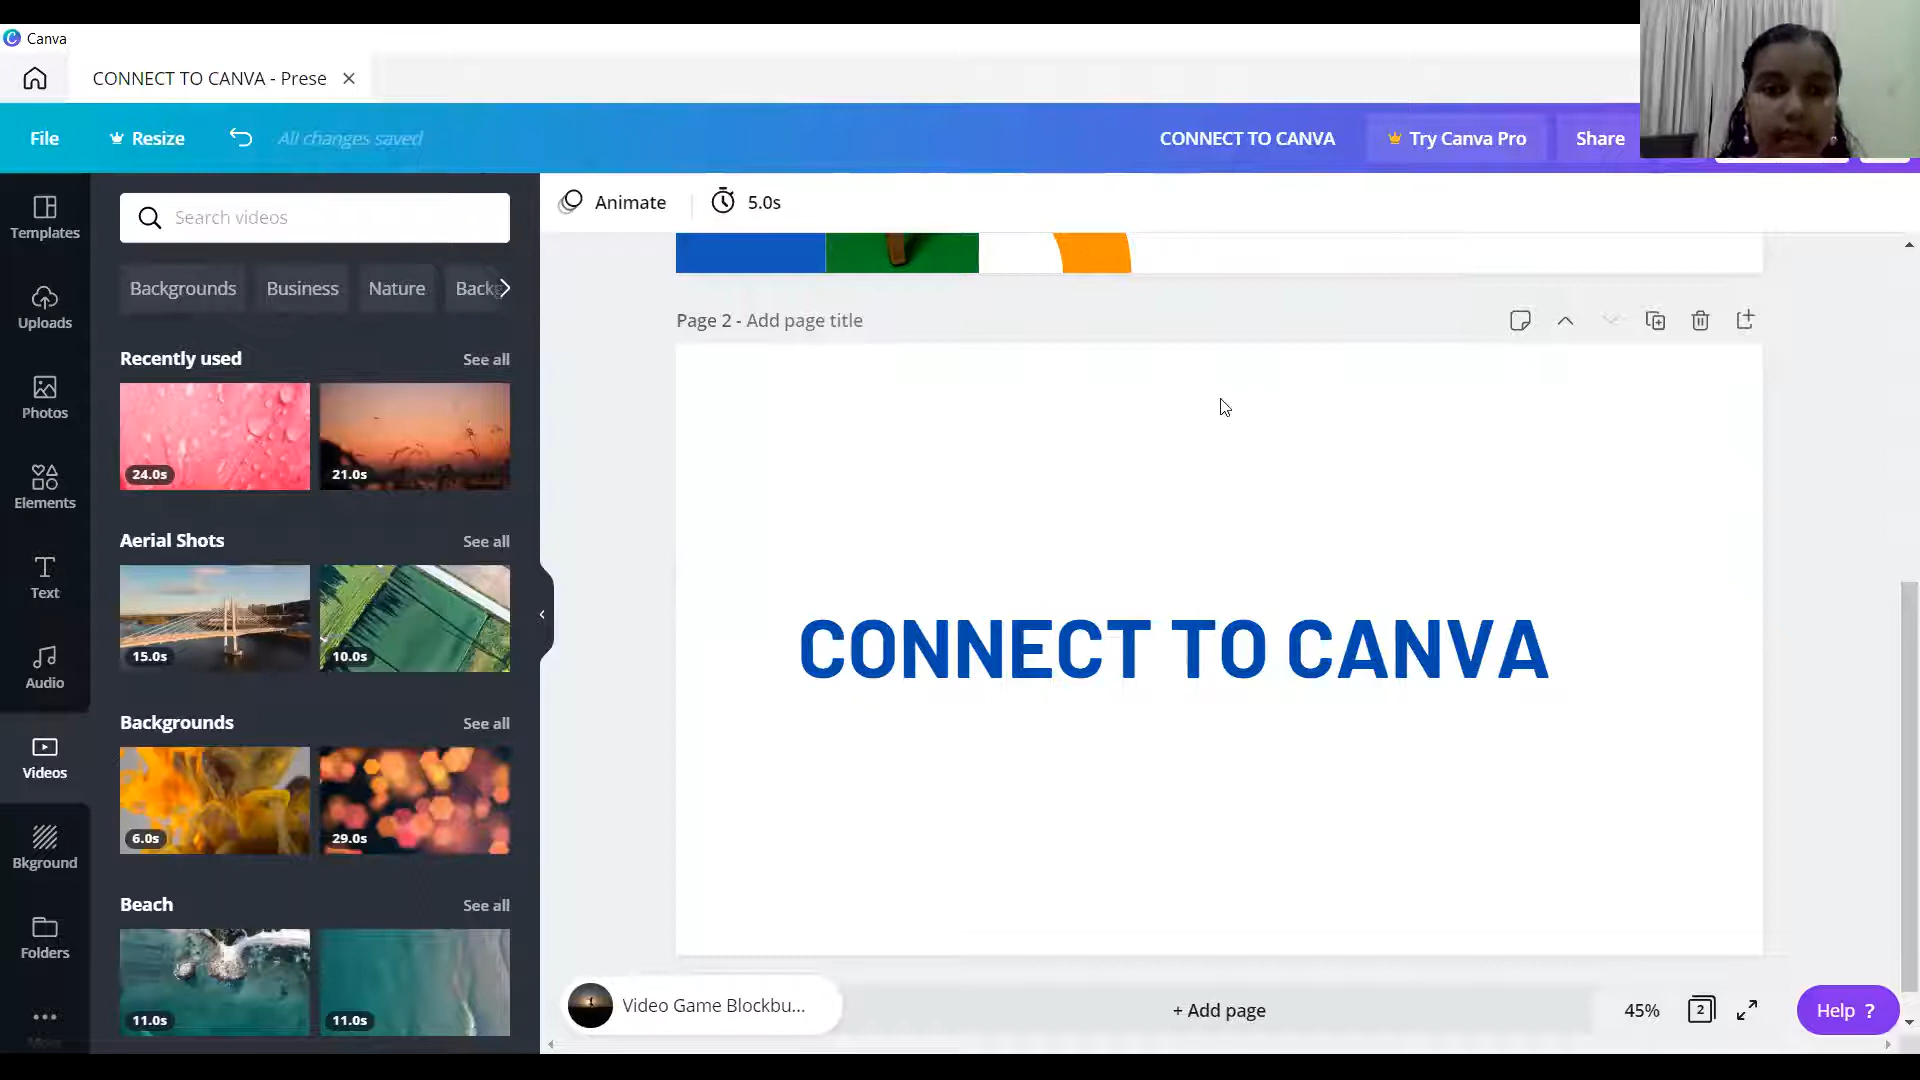 Canva
CONNECT TO CANVA - Prese
File
Resize
All changes saved
CONNECT TO CANVA
Try Canva Pro
Share
Templates
Uploads
Photos
Elements
Text
Audio
Videos
Bkground
Folders
More
Search videos
Backgrounds
Business
Nature
Backg
Recently used
See all
24.0s
21.0s
Aerial Shots
See all
15.0s
10.0s
Backgrounds
See all
6.0s
29.0s
Beach
See all
11.0s
11.0s
Animate
5.0s
Page 2 - Add page title
CONNECT TO CANVA
Video Game Blockbu...
+ Add page
45%
2
Help ?